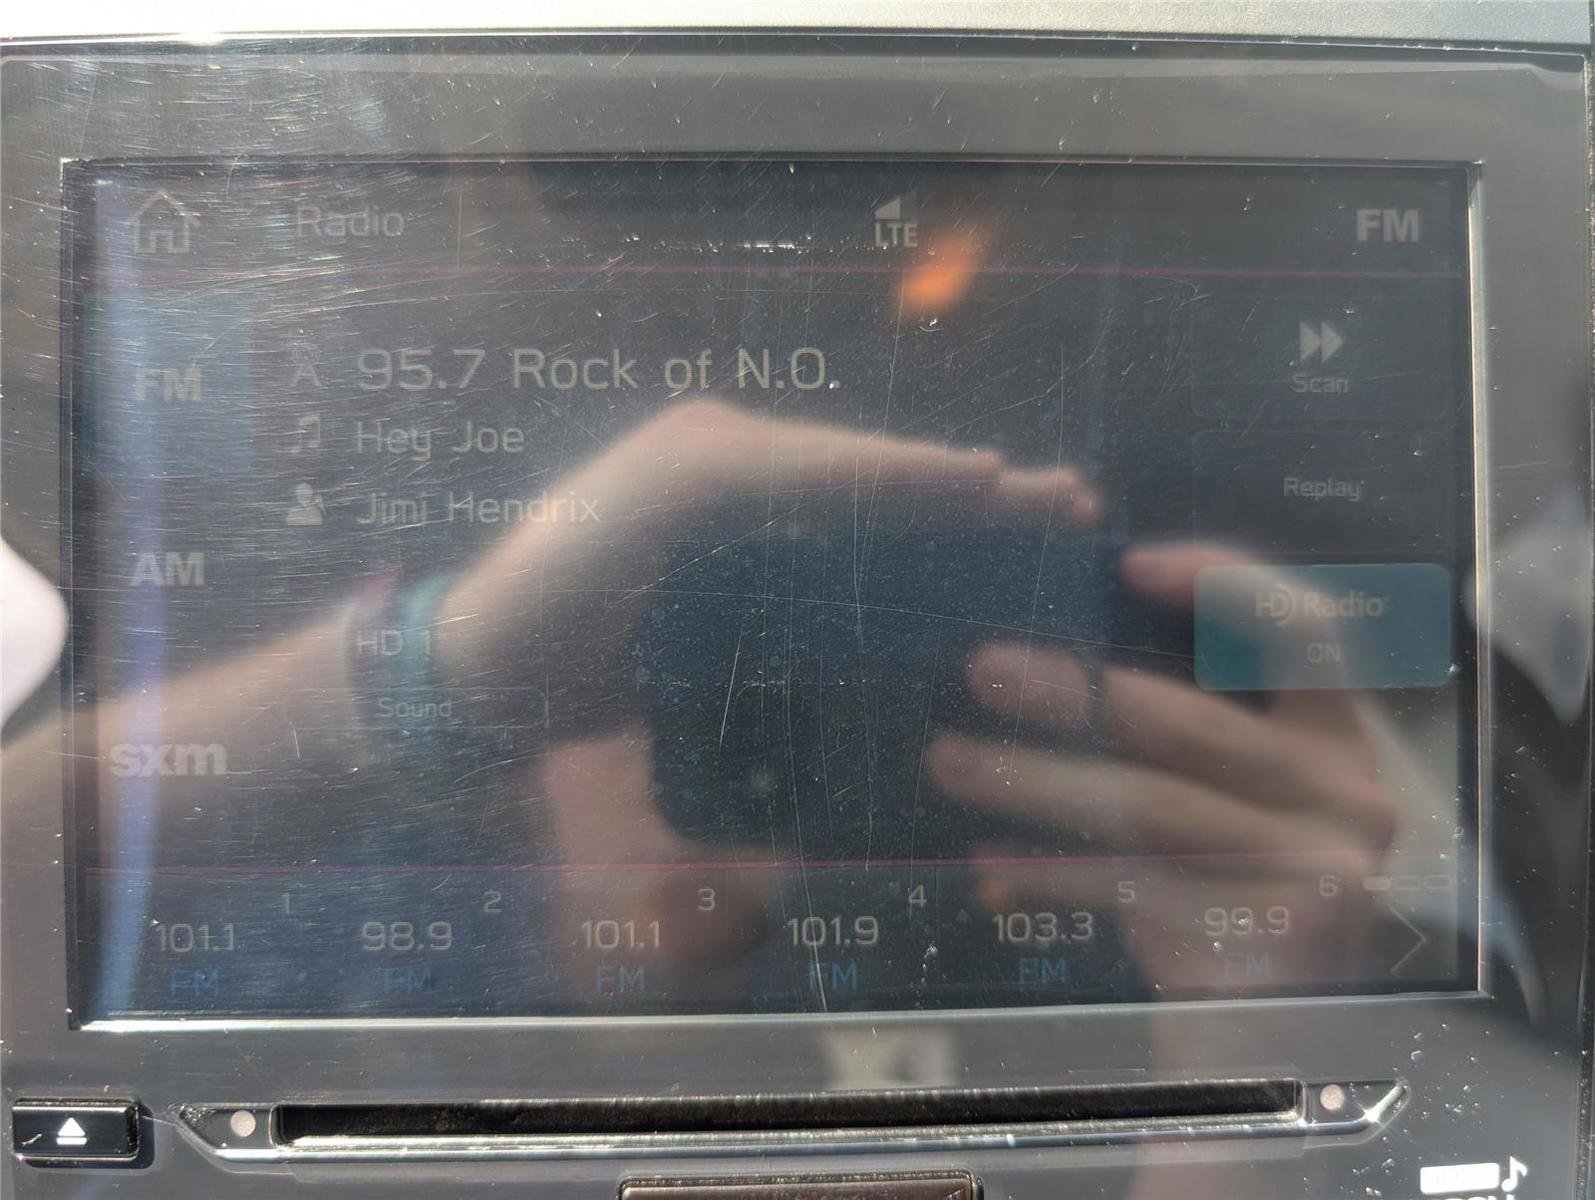 Radio
LTE
FM
FM
95.7 Rock of N.O.
Scan
Hey Joe
Replay
Jimi Hendrix
AM
HD Radio
ON
HD 1
Sound
sxm
1 2 3 4 5 6
101.1 98.9 101.1 101.9 103.3 99.9
FM FM FM FM FM FM